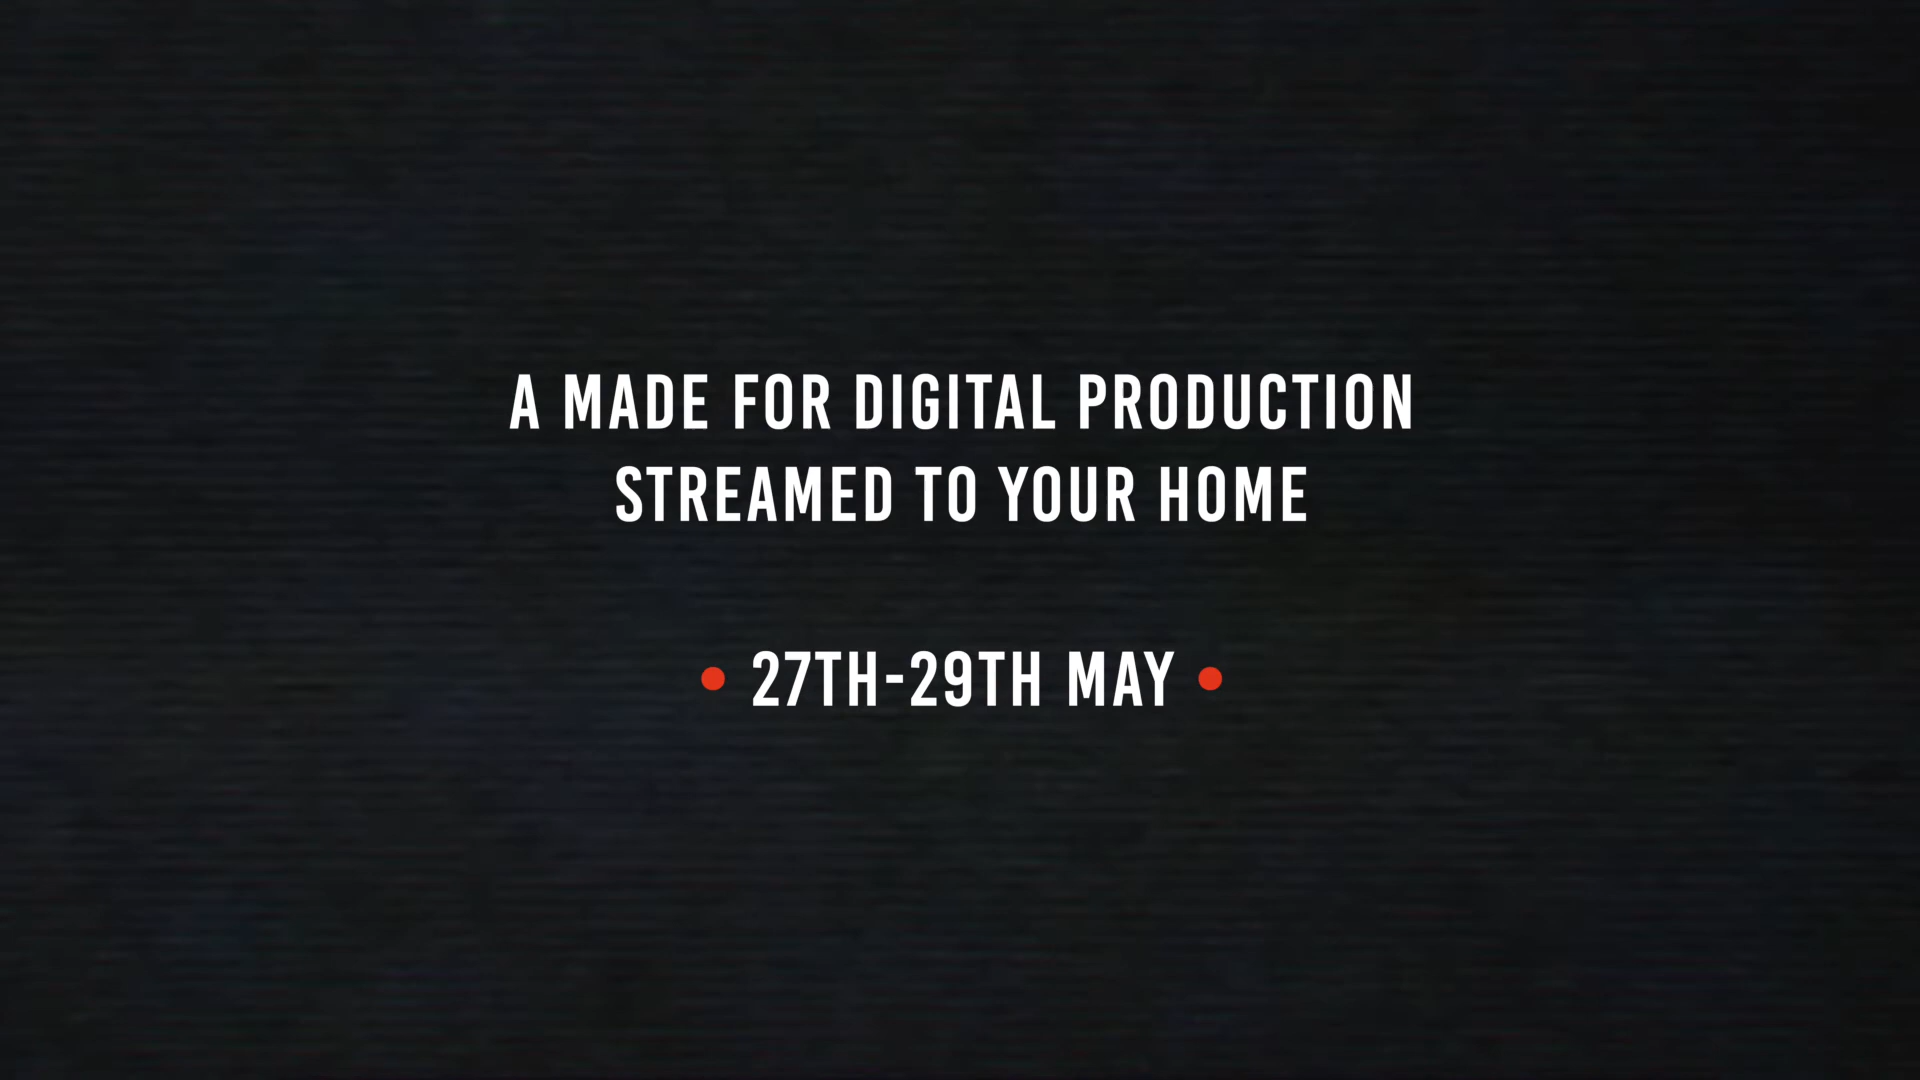 A MADE FOR DIGITAL PRODUCTION
STREAMED TO YOUR HOME
• 27TH-29TH MAY •